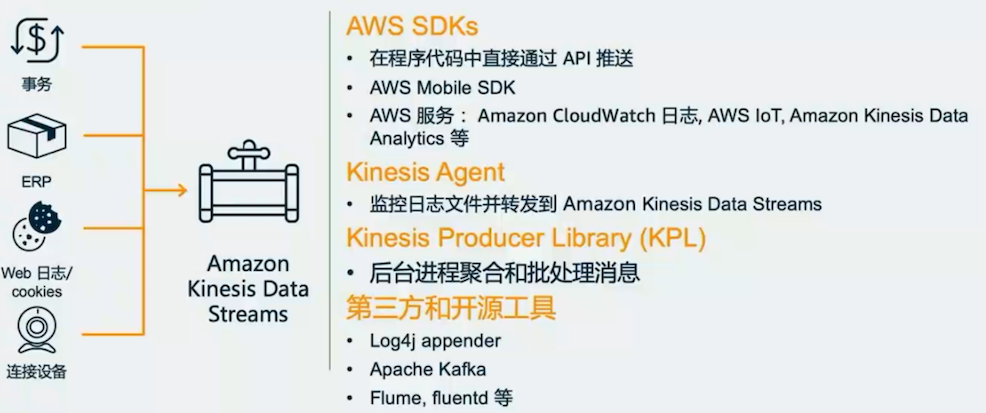 $
事务
ERP
Web 日志/
cookies
连接设备
Amazon
Kinesis Data
Streams
AWS SDKs
• 在程序代码中直接通过 API 推送
• AWS Mobile SDK
• AWS 服务： Amazon CloudWatch 日志, AWS IoT, Amazon Kinesis Data
Analytics 等
Kinesis Agent
• 监控日志文件并转发到 Amazon Kinesis Data Streams
Kinesis Producer Library (KPL)
• 后台进程聚合和批处理消息
第三方和开源工具
• Log4j appender
• Apache Kafka
• Flume, fluentd 等